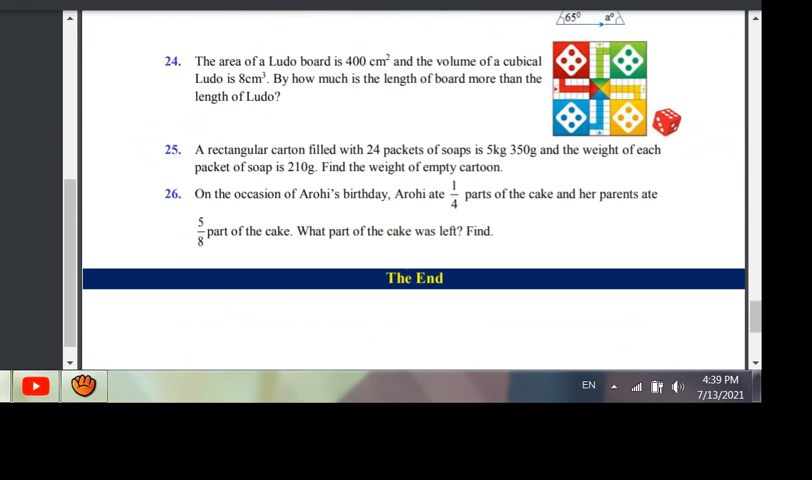 65⁰ a⁰
24. The area of a Ludo board is 400 cm² and the volume of a cubical
Ludo is 8cm³. By how much is the length of board more than the
length of Ludo?
25. A rectangular carton filled with 24 packets of soaps is 5kg 350g and the weight of each
packet of soap is 210g. Find the weight of empty cartoon.
26. On the occasion of Arohi's birthday, Arohi ate 1/4 parts of the cake and her parents ate
5/8 part of the cake. What part of the cake was left? Find.
The End
EN
4:39 PM
7/13/2021